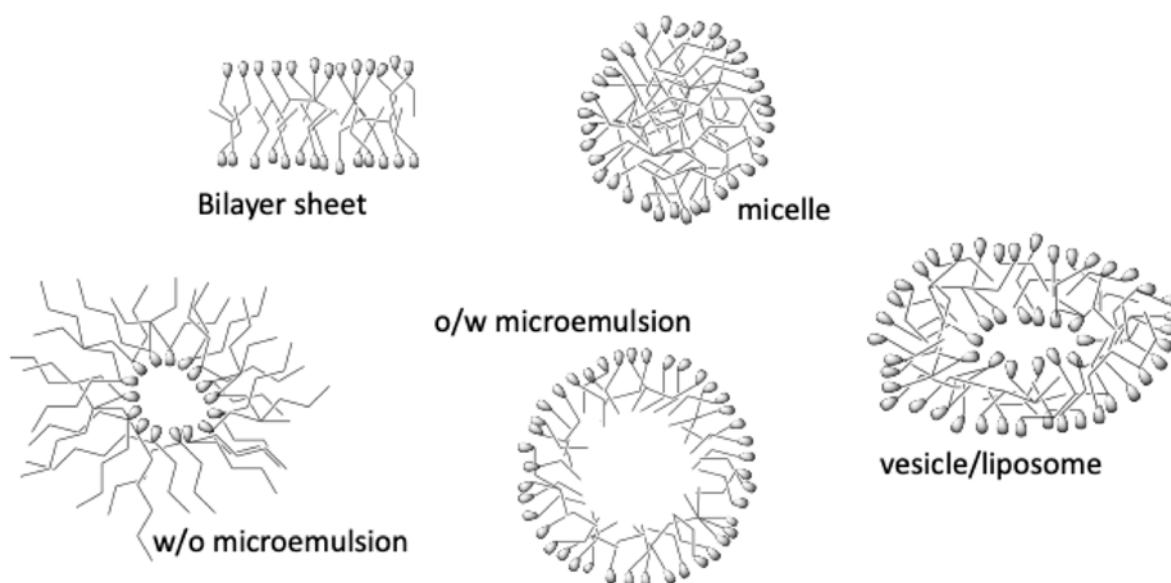 Bilayer sheet
micelle
o/w microemulsion
vesicle/liposome
w/o microemulsion